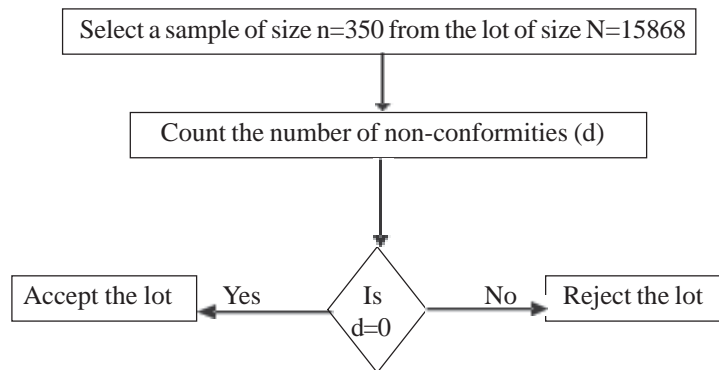 Select a sample of size n=350 from the lot of size N=15868
Count the number of non-conformities (d)
Accept the lot
Yes
Is
d=0
No
Reject the lot